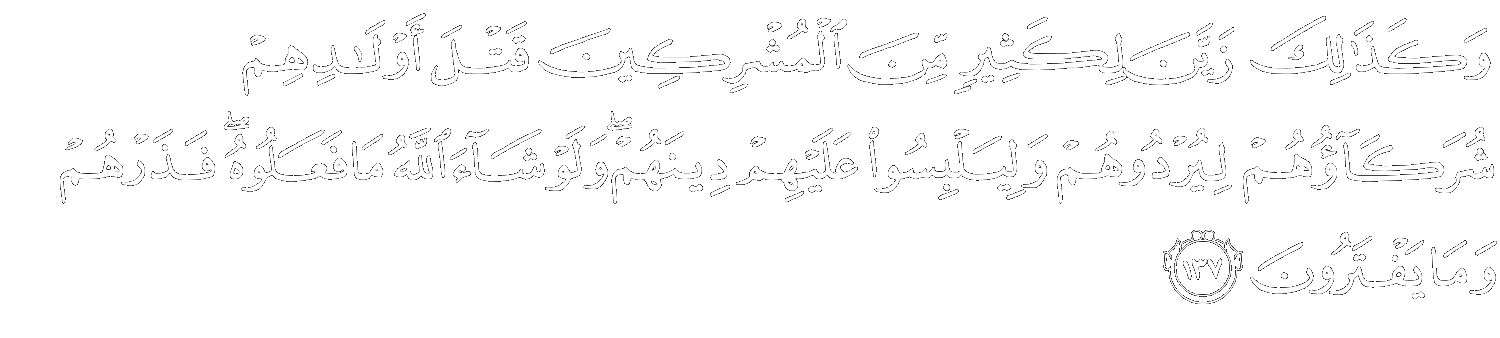 وَكَذَٰلِكَ زَيَّنَ لِكَثِيرٍ مِّنَ ٱلْمُشْرِكِينَ قَتْلَ أَوْلَٰدِهِمْ
شُرَكَآؤُهُمْ لِيُرْدُوهُمْ وَلِيَلْبِسُوا۟ عَلَيْهِمْ دِينَهُمْ ۖ وَلَوْ شَآءَ ٱللَّهُ مَا فَعَلُوهُ ۖ فَذَرْهُمْ
وَمَا يَفْتَرُونَ ١٣٧